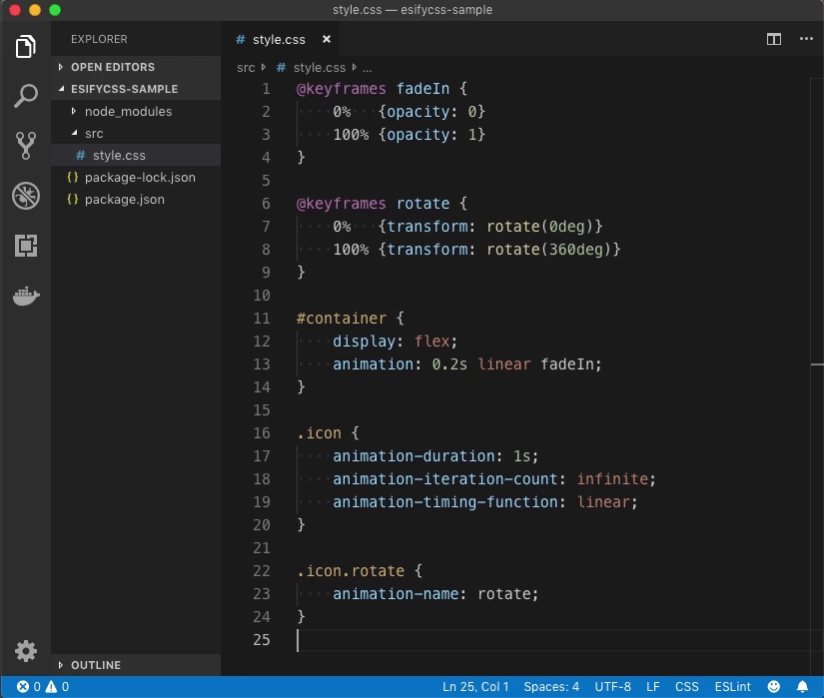 style.css — esifycss-sample
EXPLORER
OPEN EDITORS
ESIFYCSS-SAMPLE
node_modules
src
# style.css
{} package-lock.json
{} package.json
OUTLINE
# style.css ×
src # style.css ...
1 @keyframes fadeIn {
2     0%   {opacity: 0}
3     100% {opacity: 1}
4 }
5
6 @keyframes rotate {
7     0%   {transform: rotate(0deg)}
8     100% {transform: rotate(360deg)}
9 }
10
11 #container {
12     display: flex;
13     animation: 0.2s linear fadeIn;
14 }
15
16 .icon {
17     animation-duration: 1s;
18     animation-iteration-count: infinite;
19     animation-timing-function: linear;
20 }
21
22 .icon.rotate {
23     animation-name: rotate;
24 }
25
0 0 Ln 25, Col 1 Spaces: 4 UTF-8 LF CSS ESLint